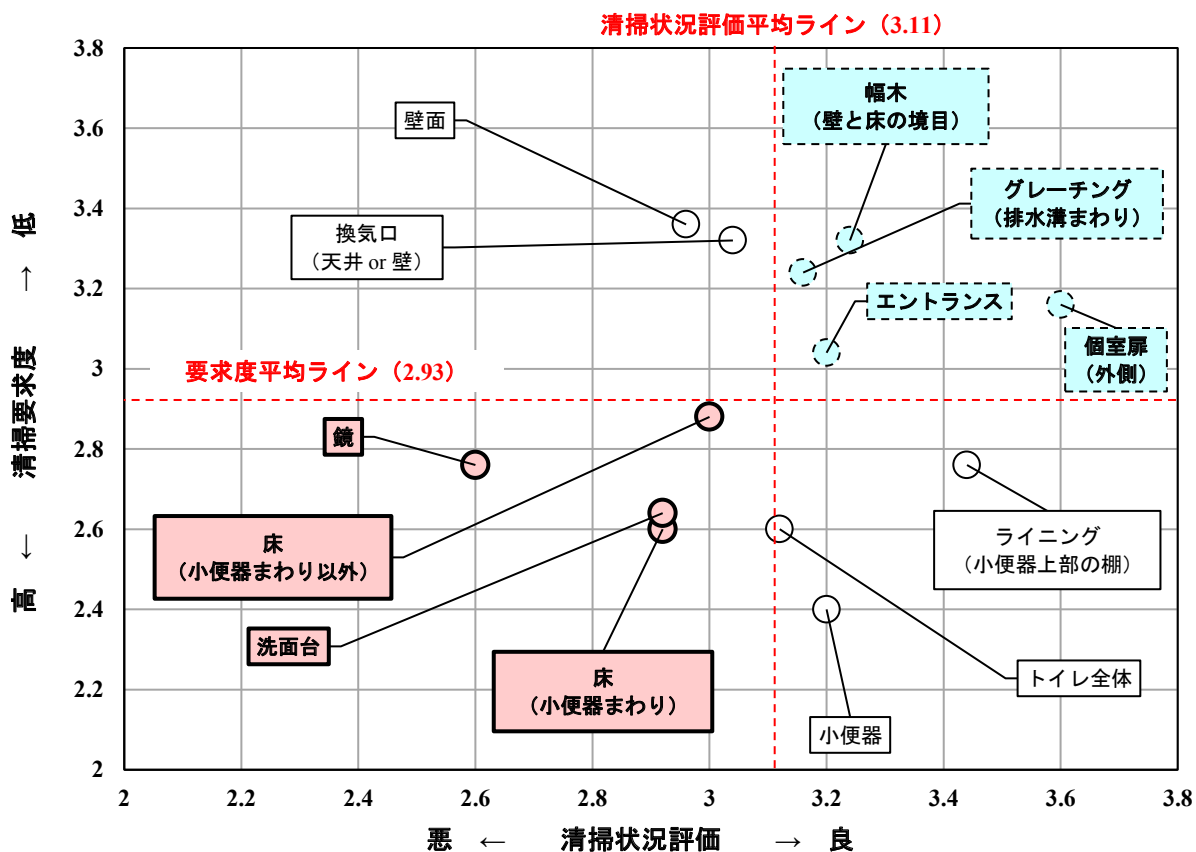 清掃状況評価平均ライン（3.11）
3.8
3.6
3.4
3.2
3
2.8
2.6
2.4
2.2
2
低
→
清掃要求度
←
高
壁面
換気口
（天井 or 壁）
幅木
（壁と床の境目）
グレーチング
（排水溝まわり）
エントランス
個室扉
（外側）
要求度平均ライン（2.93）
鏡
床
（小便器まわり以外）
洗面台
床
（小便器まわり）
ライニング
（小便器上部の棚）
トイレ全体
小便器
2
2.2
2.4
2.6
2.8
3
3.2
3.4
3.6
3.8
悪 ← 清掃状況評価 → 良